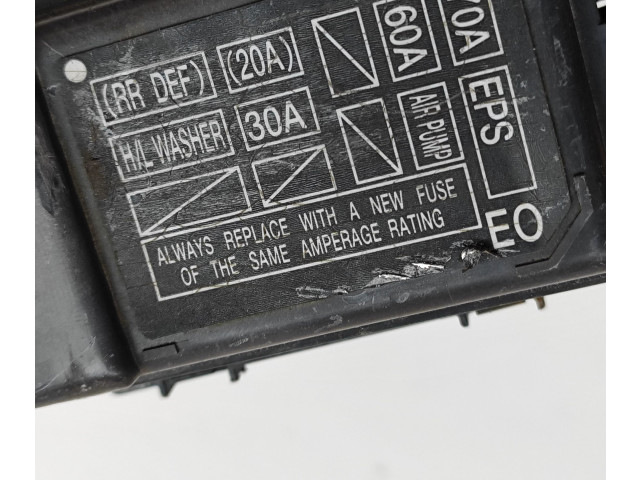 (RR DEF) (20A) 60A 70A
H/L WASHER 30A AIR PUMP EPS
ALWAYS REPLACE WITH A NEW FUSE
OF THE SAME AMPERAGE RATING
EO